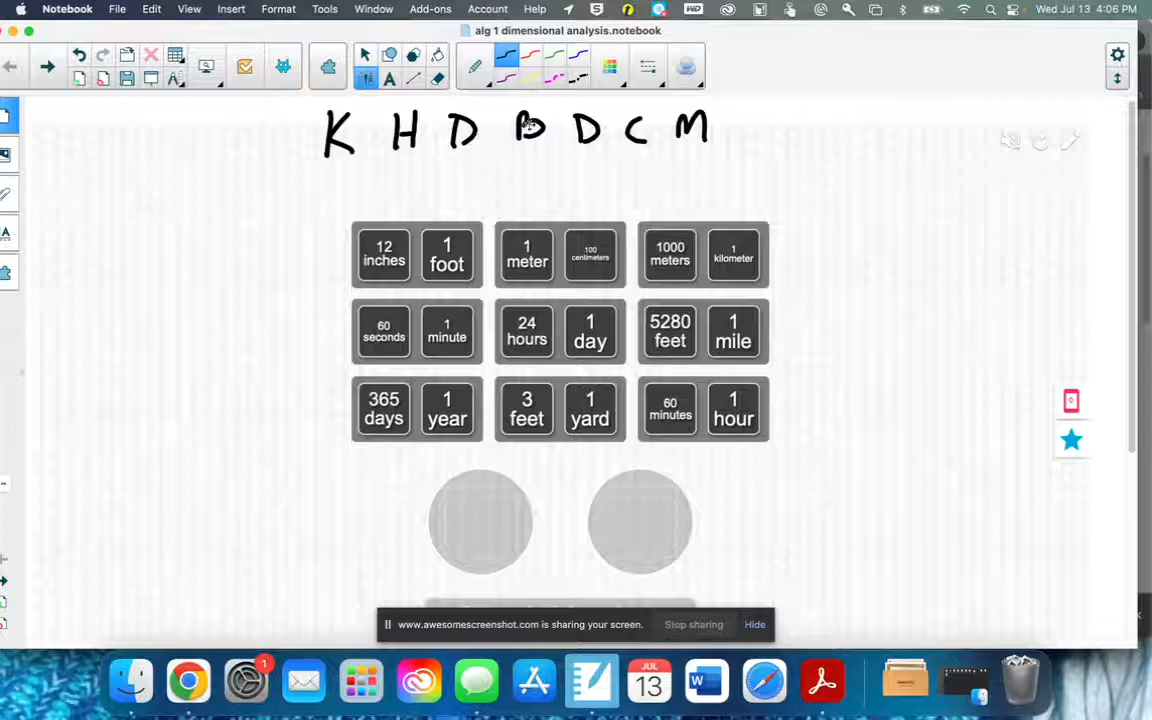 Notebook File Edit View Insert Format Tools Window Add-ons Account Help Wed Jul 13 4:06 PM
alg 1 dimensional analysis.notebook
K H D B D C M
12 inches 1 foot 1 meter 100 centimeters 1000 meters 1 kilometer
60 seconds 1 minute 24 hours 1 day 5280 feet 1 mile
365 days 1 year 3 feet 1 yard 60 minutes 1 hour
www.awesomescreenshot.com is sharing your screen. Stop sharing Hide
1
JUL
13